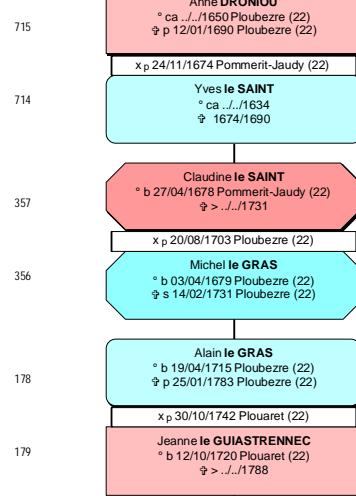 Anne DRONIOU
715
° ca ../../1650 Ploubezre (22)
✞ p 12/01/1690 Ploubezre (22)
x p 24/11/1674 Pommerit-Jaudy (22)
Yves le SAINT
714
° ca ../../1634
✞ 1674/1690
Claudine le SAINT
° b 27/04/1678 Pommerit-Jaudy (22)
357
✞ > ../../1731
x p 20/08/1703 Ploubezre (22)
Michel le GRAS
356
° b 03/04/1679 Ploubezre (22)
✞ s 14/02/1731 Ploubezre (22)
Alain le GRAS
° b 19/04/1715 Ploubezre (22)
178
✞ p 25/01/1783 Ploubezre (22)
x p 30/10/1742 Plouaret (22)
Jeanne le GUIASTRENNEC
179
° b 12/10/1720 Plouaret (22)
✞ > ../../1788